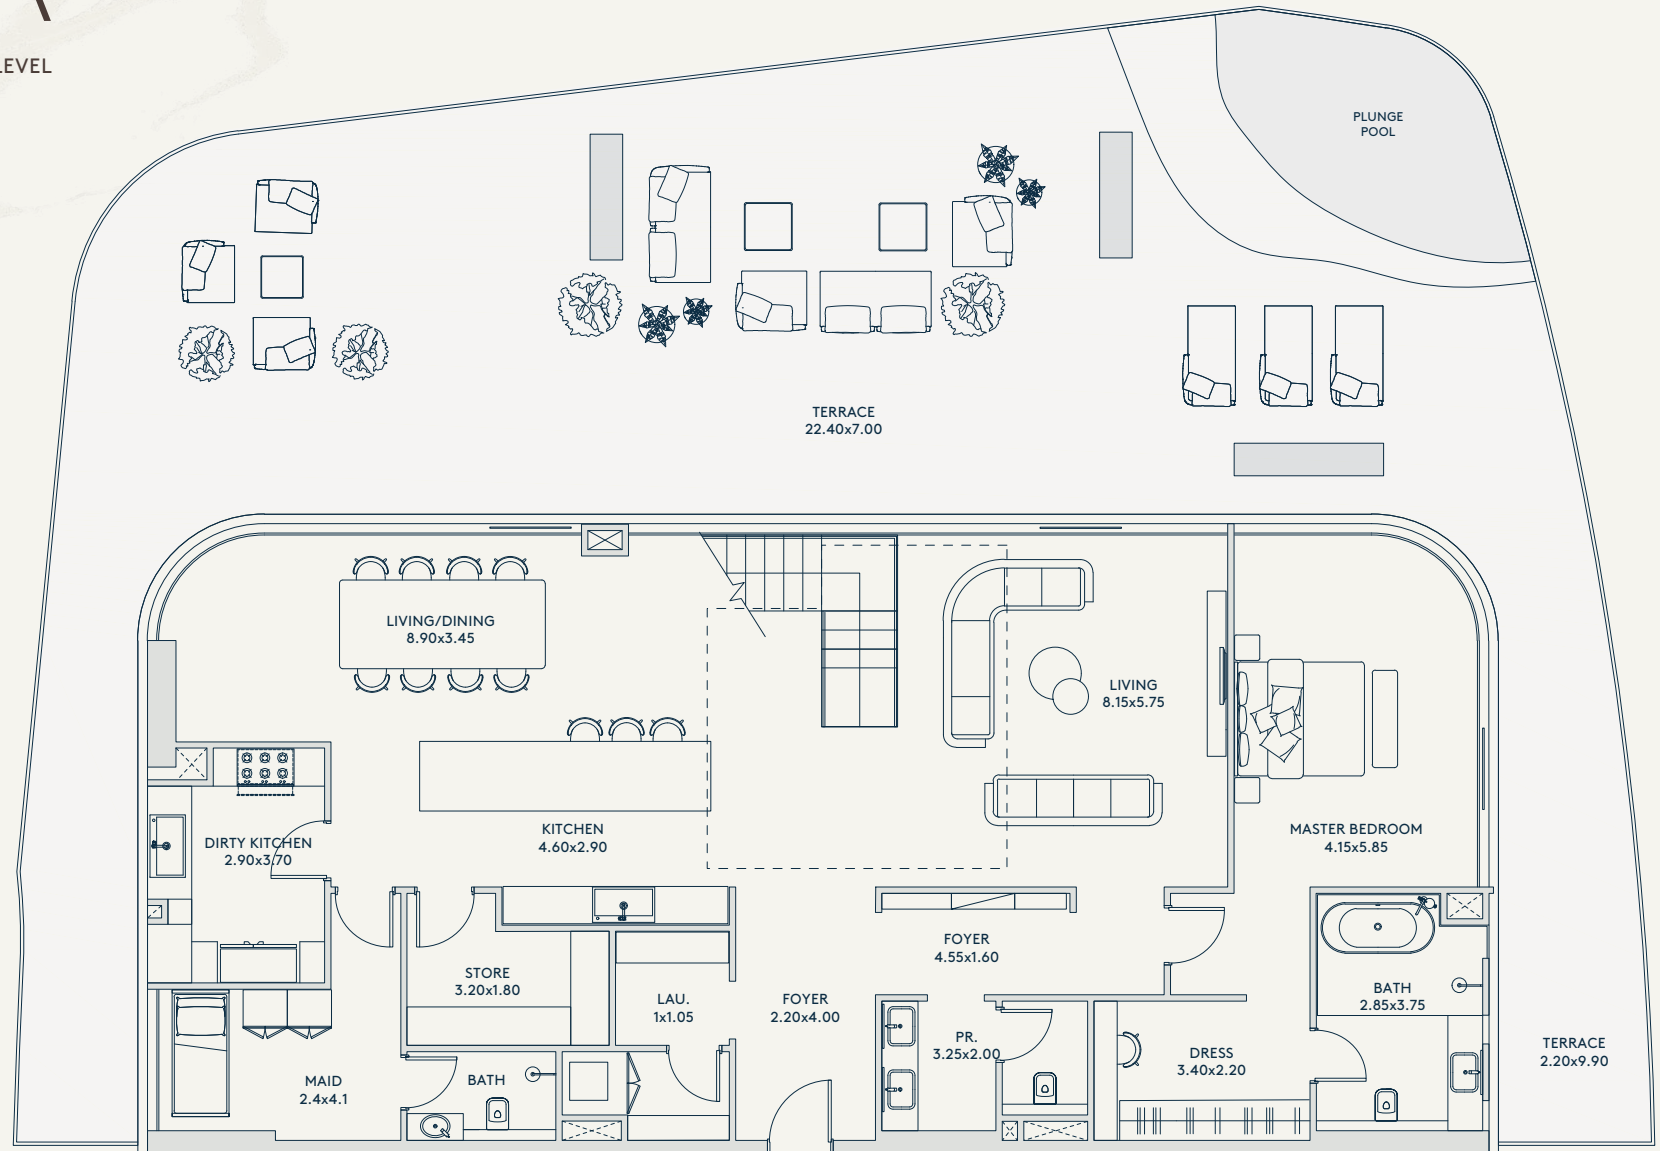 LEVEL
PLUNGE
POOL
TERRACE
22.40x7.00
LIVING/DINING
8.90x3.45
LIVING
8.15x5.75
DIRTY KITCHEN
2.90x3.70
KITCHEN
4.60x2.90
MASTER BEDROOM
4.15x5.85
STORE
3.20x1.80
LAU.
1x1.05
FOYER
2.20x4.00
FOYER
4.55x1.60
PR.
3.25x2.00
DRESS
3.40x2.20
BATH
2.85x3.75
TERRACE
2.20x9.90
MAID
2.4x4.1
BATH